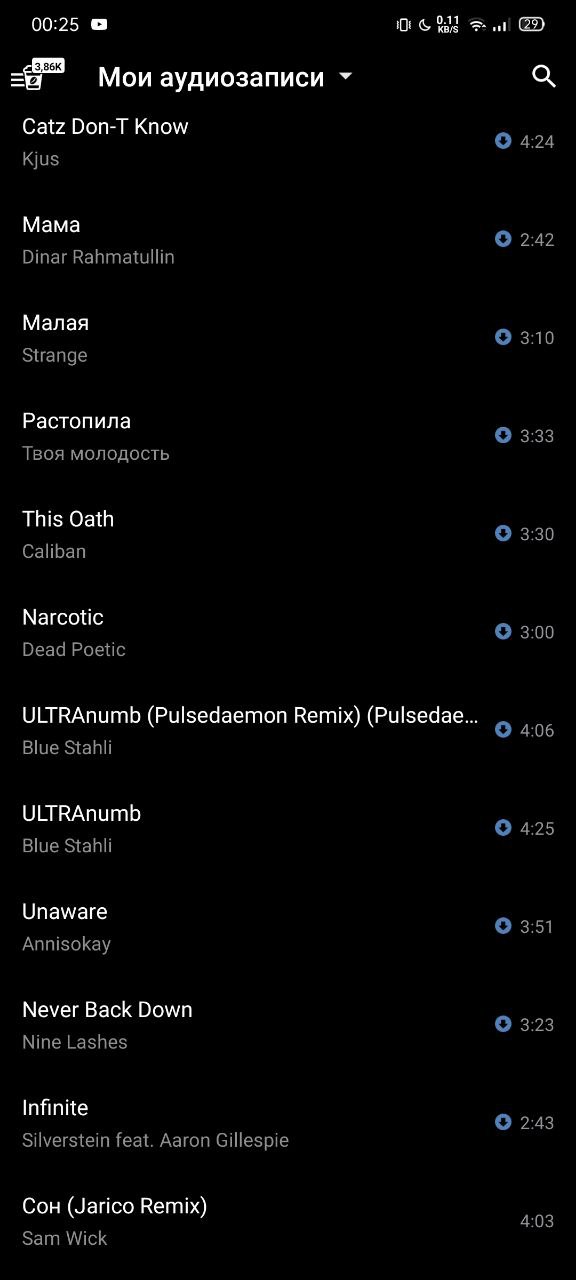 00:25
0.11 KB/S
29
3,86K
Мои аудиозаписи
Catz Don-T Know
4:24
Kjus
Мама
2:42
Dinar Rahmatullin
Малая
3:10
Strange
Растопила
3:33
Твоя молодость
This Oath
3:30
Caliban
Narcotic
3:00
Dead Poetic
ULTRAnumb (Pulsedaemon Remix) (Pulsedae...
4:06
Blue Stahli
ULTRAnumb
4:25
Blue Stahli
Unaware
3:51
Annisokay
Never Back Down
3:23
Nine Lashes
Infinite
2:43
Silverstein feat. Aaron Gillespie
Сон (Jarico Remix)
4:03
Sam Wick